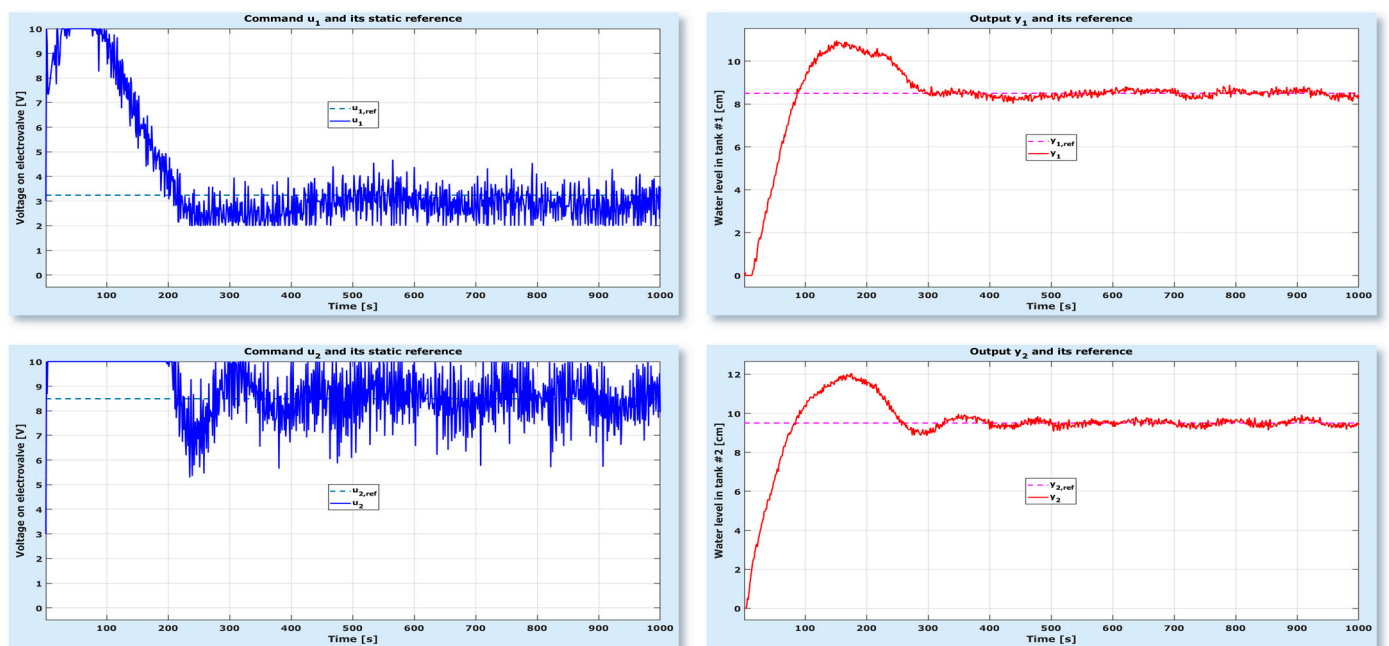 Command u1 and its static reference
Voltage on electrovalve [V]
10
9
8
7
6
5
4
3
2
1
0
u1,ref
u1
100 200 300 400 500 600 700 800 900 1000
Time [s]
Output y1 and its reference
Water level in tank #1 [cm]
10
8
6
4
2
0
y1,ref
y1
100 200 300 400 500 600 700 800 900 1000
Time [s]
Command u2 and its static reference
Voltage on electrovalve [V]
10
9
8
7
6
5
4
3
2
1
0
u2,ref
u2
100 200 300 400 500 600 700 800 900 1000
Time [s]
Output y2 and its reference
Water level in tank #2 [cm]
12
10
8
6
4
2
0
y2,ref
y2
100 200 300 400 500 600 700 800 900 1000
Time [s]